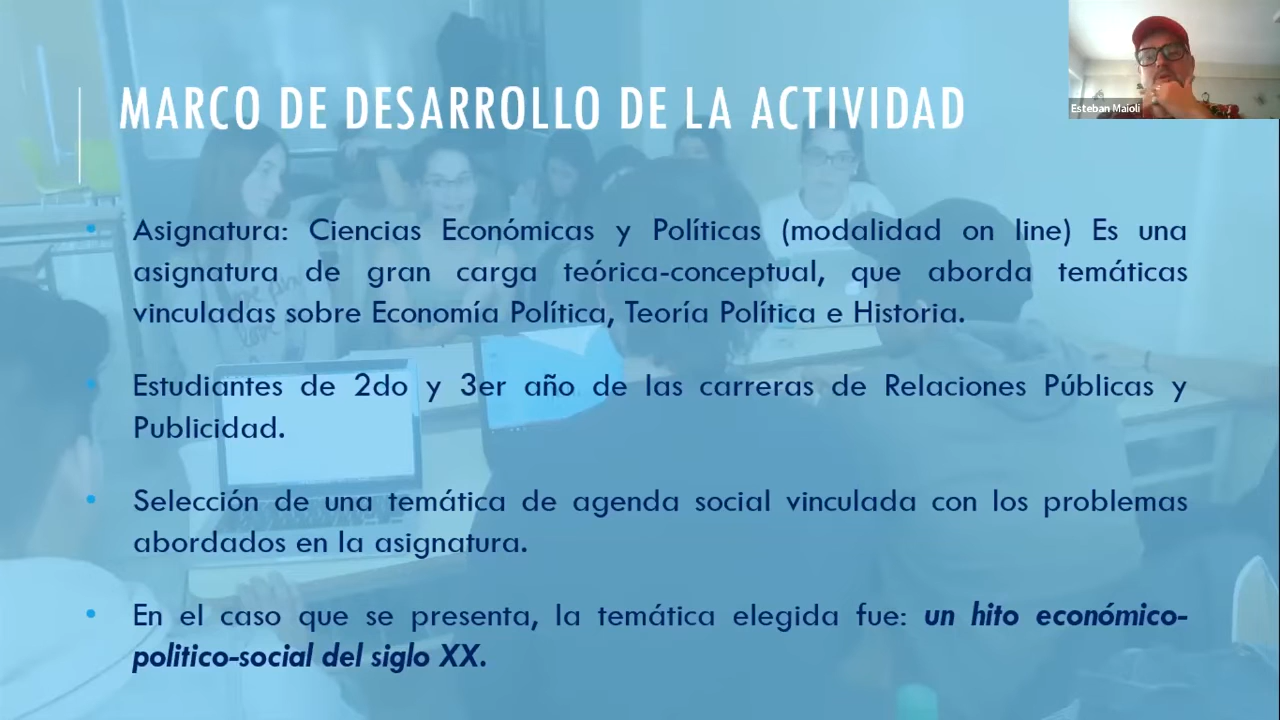 MARCO DE DESARROLLO DE LA ACTIVIDAD
Esteban Maioli
• Asignatura: Ciencias Económicas y Políticas (modalidad on line) Es una
asignatura de gran carga teórica-conceptual, que aborda temáticas
vinculadas sobre Economía Política, Teoría Política e Historia.
• Estudiantes de 2do y 3er año de las carreras de Relaciones Públicas y
Publicidad.
• Selección de una temática de agenda social vinculada con los problemas
abordados en la asignatura.
• En el caso que se presenta, la temática elegida fue: un hito económico-
politico-social del siglo XX.